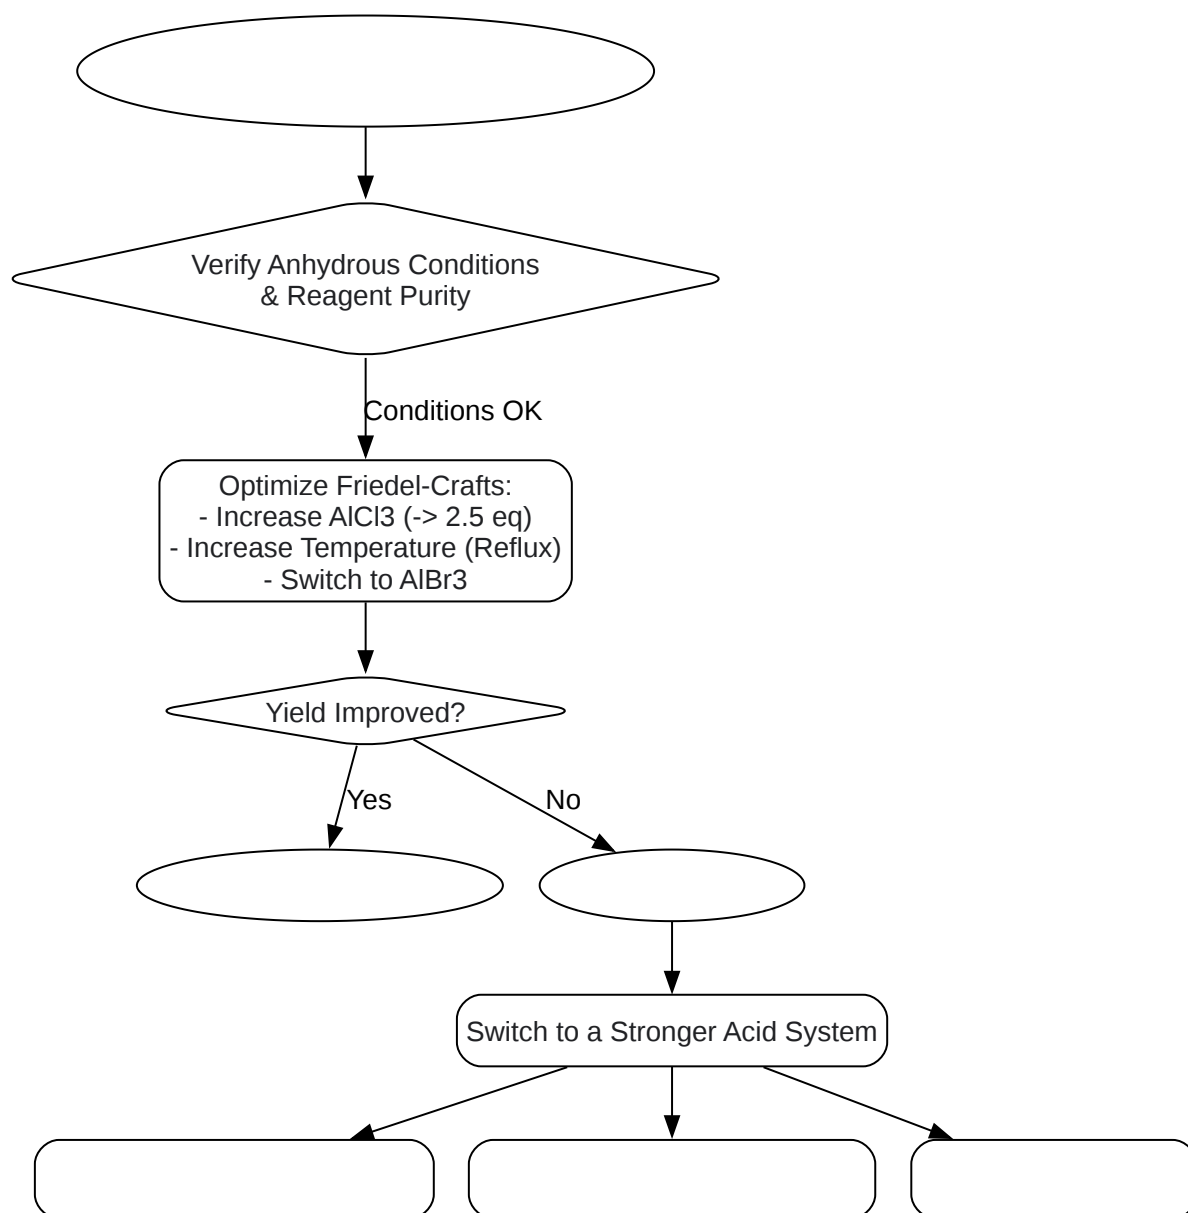 Verify Anhydrous Conditions
& Reagent Purity
Conditions OK
Optimize Friedel-Crafts:
- Increase AlCl3 (-> 2.5 eq)
- Increase Temperature (Reflux)
- Switch to AlBr3
Yield Improved?
Yes
No
Switch to a Stronger Acid System